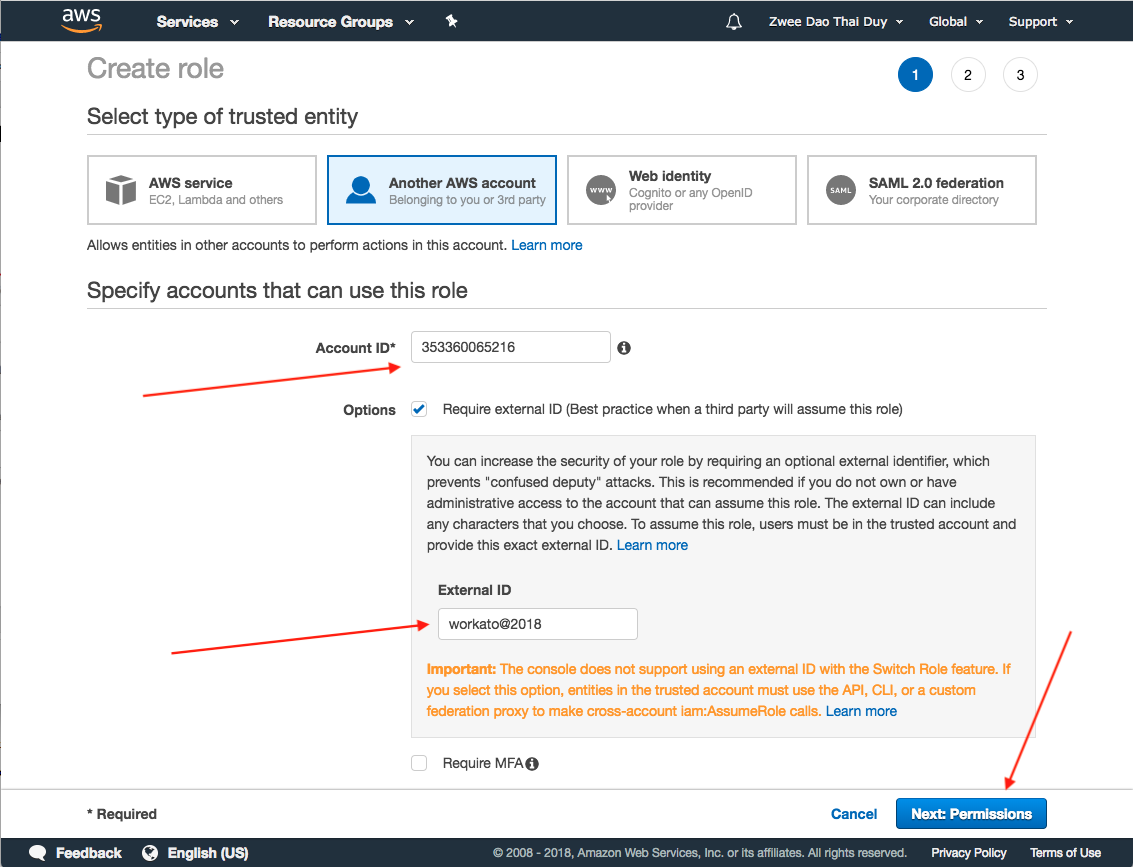 aws Services Resource Groups Zwee Dao Thai Duy Global Support
Create role
1 2 3
Select type of trusted entity
AWS service
EC2, Lambda and others
Another AWS account
Belonging to you or 3rd party
www
Web identity
Cognito or any OpenID
provider
SAML
SAML 2.0 federation
Your corporate directory
Allows entities in other accounts to perform actions in this account. Learn more
Specify accounts that can use this role
Account ID* 353360065216
Options Require external ID (Best practice when a third party will assume this role)
You can increase the security of your role by requiring an optional external identifier, which
prevents "confused deputy" attacks. This is recommended if you do not own or have
administrative access to the account that can assume this role. The external ID can include
any characters that you choose. To assume this role, users must be in the trusted account and
provide this exact external ID. Learn more
External ID
workato@2018
Important: The console does not support using an external ID with the Switch Role feature. If
you select this option, entities in the trusted account must use the API, CLI, or a custom
federation proxy to make cross-account iam:AssumeRole calls. Learn more
Require MFA
* Required Cancel Next: Permissions
Feedback English (US) © 2008 - 2018, Amazon Web Services, Inc. or its affiliates. All rights reserved. Privacy Policy Terms of Use